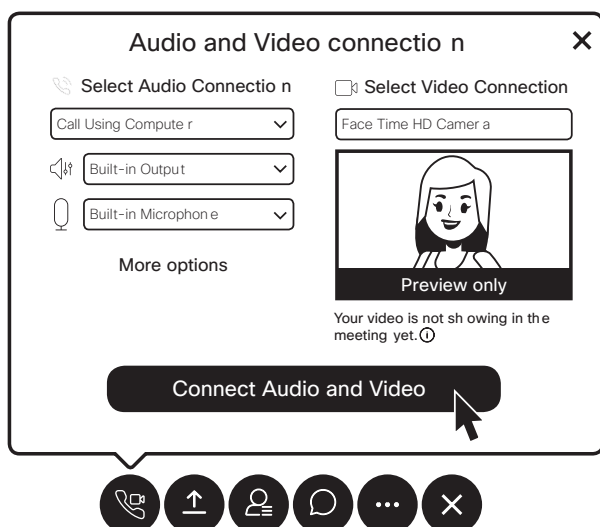 Audio and Video connectio n
Select Audio Connectio n
Call Using Compute r
Built-in Output
Built-in Microphon e
More options
Select Video Connection
Face Time HD Camer a
Preview only
Your video is not sh owing in th e
meeting yet.
Connect Audio and Video